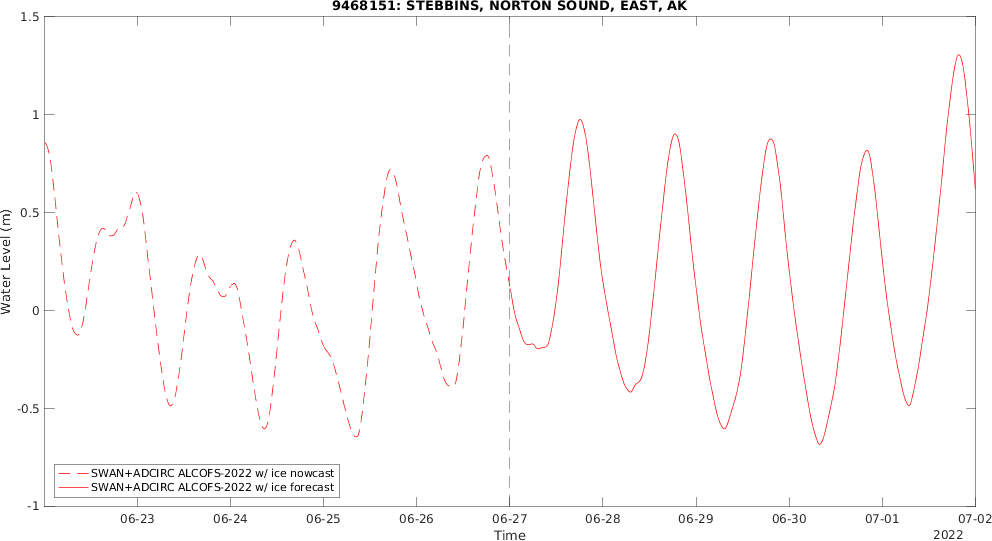 9468151: STEBBINS, NORTON SOUND, EAST, AK
1.5
1
0.5
0
-0.5
-1
Water Level (m)
SWAN+ADCIRC ALCOFS-2022 w/ ice nowcast
SWAN+ADCIRC ALCOFS-2022 w/ ice forecast
06-23 06-24 06-25 06-26 06-27 06-28 06-29 06-30 07-01 07-02
Time
2022